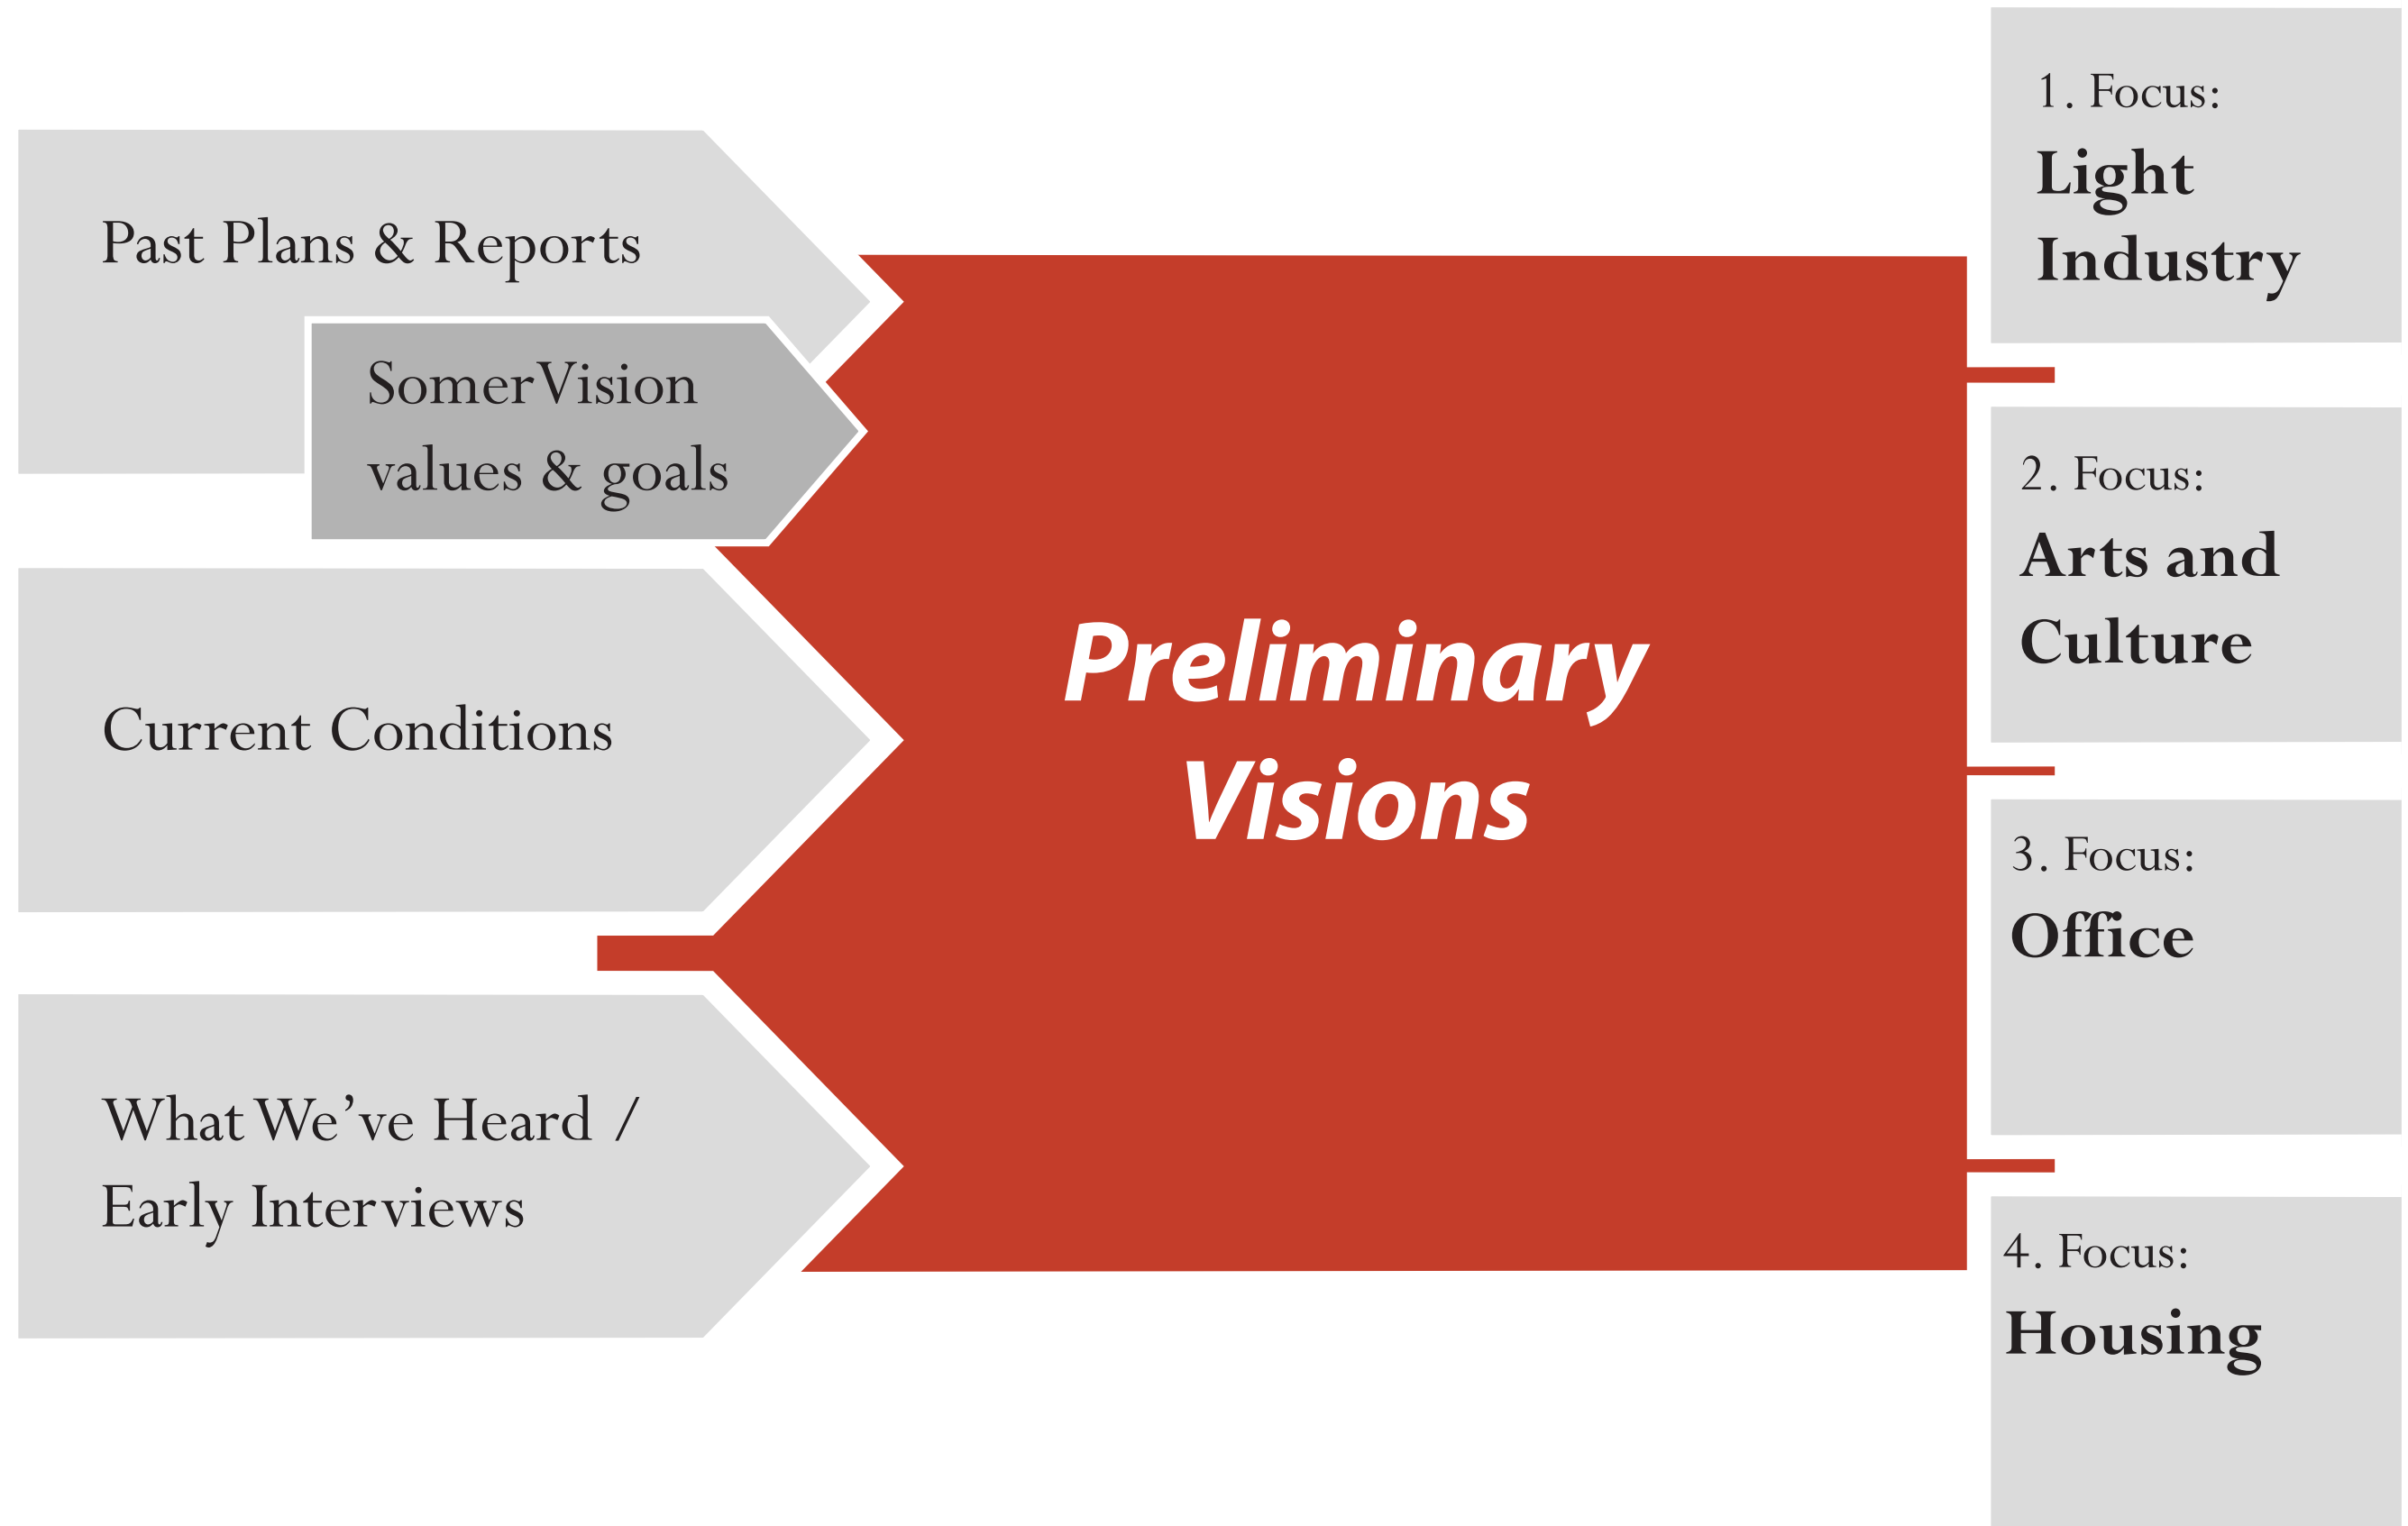 Past Plans & Reports
SomerVision
values & goals
Current Conditions
What We've Heard /
Early Interviews
Preliminary
Visions
1. Focus:
Light
Industry
2. Focus:
Arts and
Culture
3. Focus:
Office
4. Focus:
Housing